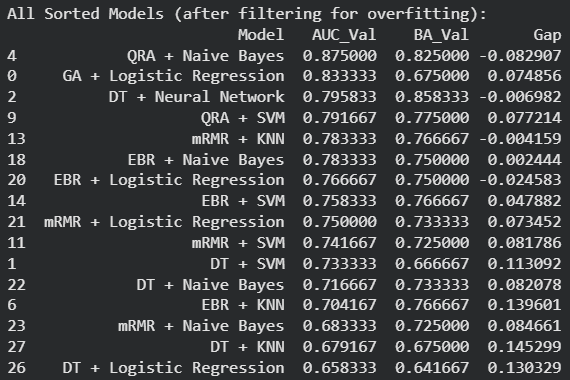 All Sorted Models (after filtering for overfitting):
Model AUC_Val BA_Val Gap
4 QRA + Naive Bayes 0.875000 0.825000 -0.082907
0 GA + Logistic Regression 0.833333 0.675000 0.074856
2 DT + Neural Network 0.795833 0.858333 -0.006982
9 QRA + SVM 0.791667 0.775000 0.077214
13 mRMR + KNN 0.783333 0.766667 -0.004159
18 EBR + Naive Bayes 0.783333 0.750000 0.002444
20 EBR + Logistic Regression 0.766667 0.750000 -0.024583
14 EBR + SVM 0.758333 0.766667 0.047882
21 mRMR + Logistic Regression 0.750000 0.733333 0.073452
11 mRMR + SVM 0.741667 0.725000 0.081786
1 DT + SVM 0.733333 0.666667 0.113092
22 DT + Naive Bayes 0.716667 0.733333 0.082078
6 EBR + KNN 0.704167 0.766667 0.139601
23 mRMR + Naive Bayes 0.683333 0.725000 0.084661
27 DT + KNN 0.679167 0.675000 0.145299
26 DT + Logistic Regression 0.658333 0.641667 0.130329